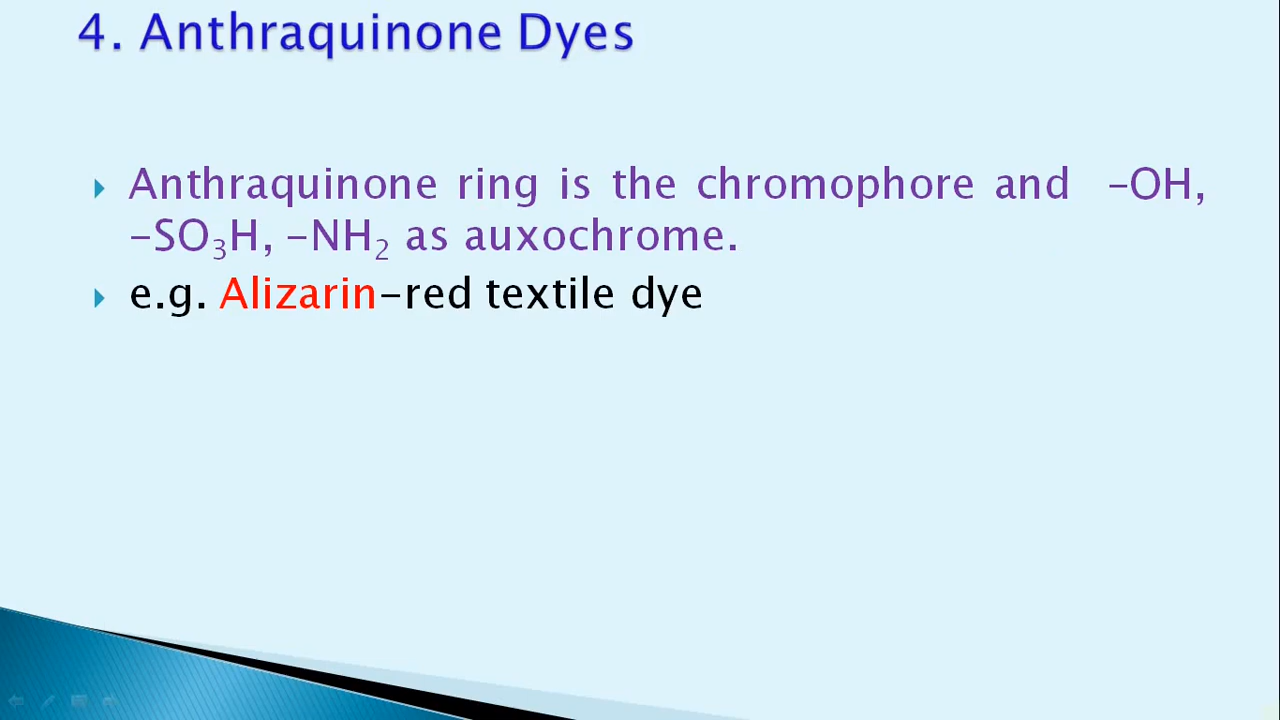 4. Anthraquinone Dyes
Anthraquinone ring is the chromophore and –OH,
–SO₃H, –NH₂ as auxochrome.
e.g. Alizarin–red textile dye